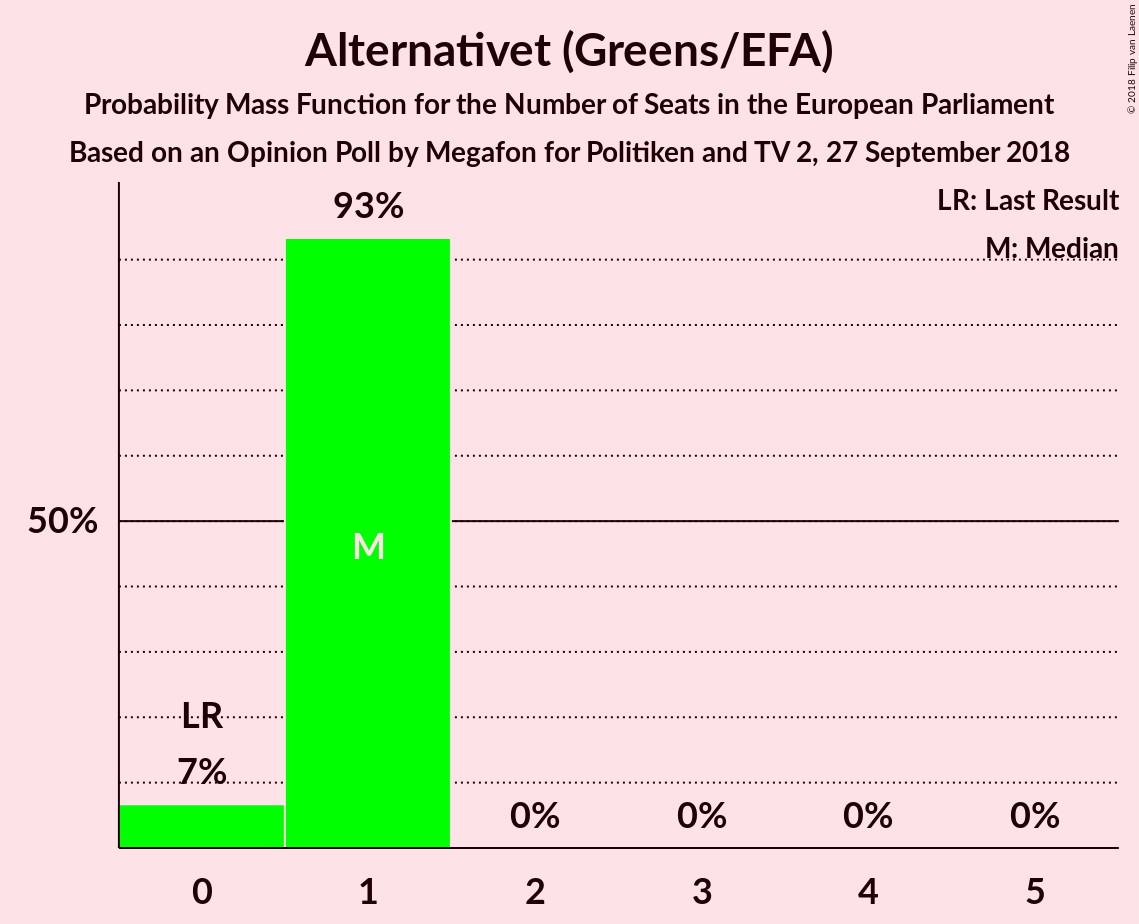 Alternativet (Greens/EFA)
Probability Mass Function for the Number of Seats in the European Parliament
Based on an Opinion Poll by Megafon for Politiken and TV 2, 27 September 2018
© 2018 Filip van Laenen
LR: Last Result
M: Median
93%
50%
M
LR
7%
0%
0%
0%
0%
0
1
2
3
4
5